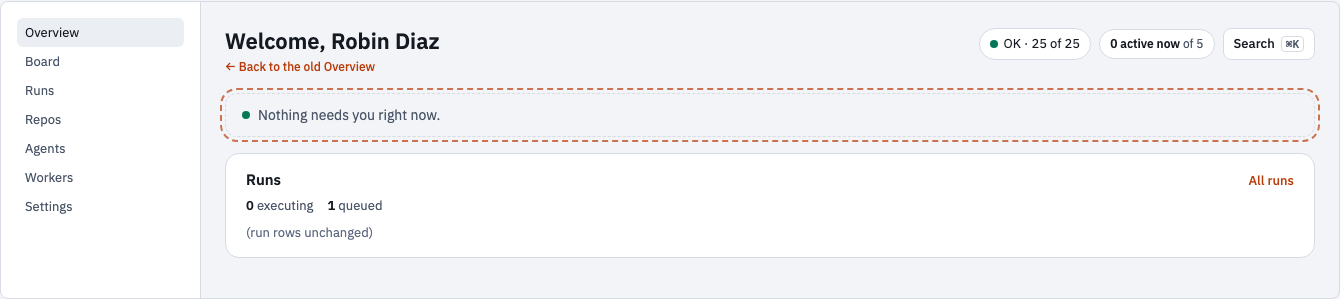 Overview
Board
Runs
Repos
Agents
Workers
Settings
Welcome, Robin Diaz
← Back to the old Overview
OK · 25 of 25
0 active now of 5
Search ⌘K
Nothing needs you right now.
Runs
All runs
0 executing 1 queued
(run rows unchanged)